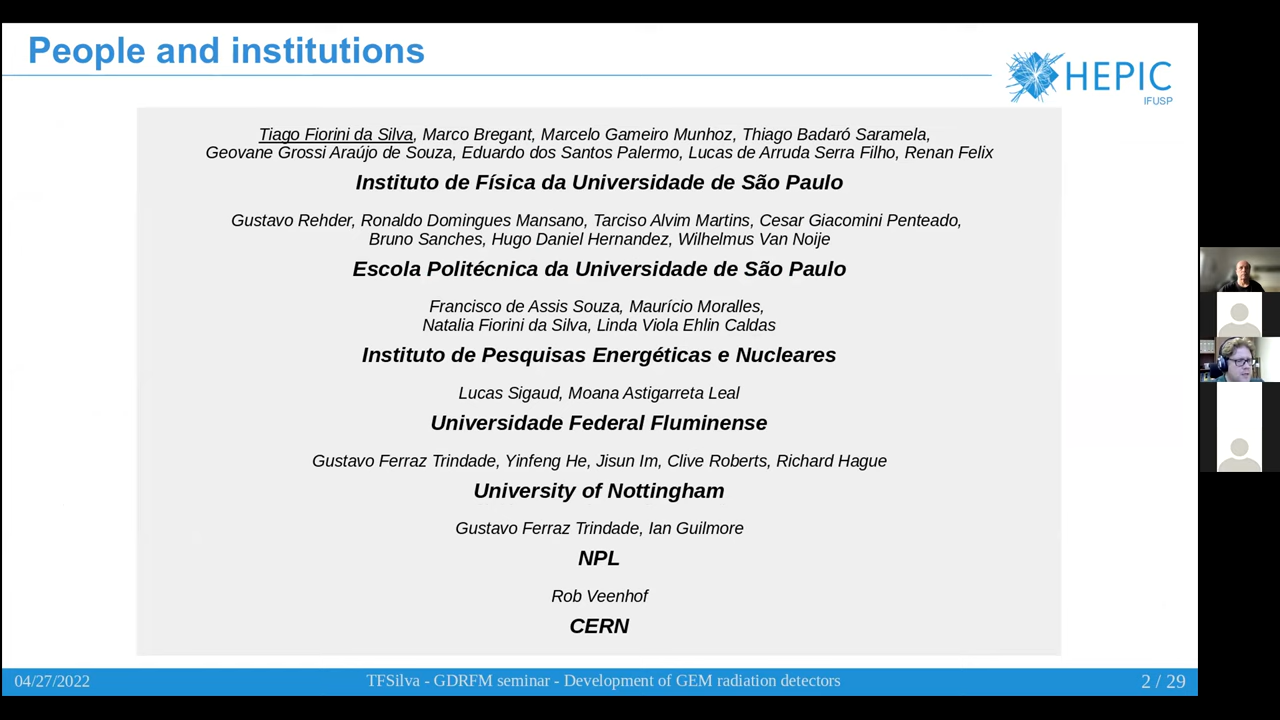 People and institutions
HEPIC
IFUSP
Tiago Fiorini da Silva, Marco Bregant, Marcelo Gameiro Munhoz, Thiago Badaró Saramela,
Geovane Grossi Araújo de Souza, Eduardo dos Santos Palermo, Lucas de Arruda Serra Filho, Renan Felix
Instituto de Física da Universidade de São Paulo
Gustavo Rehder, Ronaldo Domingues Mansano, Tarciso Alvim Martins, Cesar Giacomini Penteado,
Bruno Sanches, Hugo Daniel Hernandez, Wilhelmus Van Noije
Escola Politécnica da Universidade de São Paulo
Francisco de Assis Souza, Maurício Moralles,
Natalia Fiorini da Silva, Linda Viola Ehlin Caldas
Instituto de Pesquisas Energéticas e Nucleares
Lucas Sigaud, Moana Astigarreta Leal
Universidade Federal Fluminense
Gustavo Ferraz Trindade, Yinfeng He, Jisun Im, Clive Roberts, Richard Hague
University of Nottingham
Gustavo Ferraz Trindade, Ian Guilmore
NPL
Rob Veenhof
CERN
04/27/2022
TFSilva - GDRFM seminar - Development of GEM radiation detectors
2 / 29